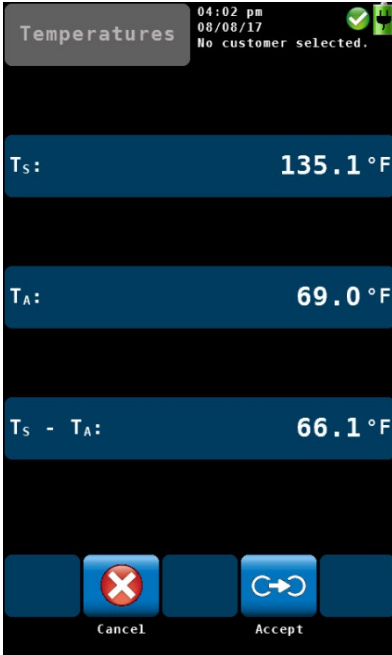 Temperatures
04:02 pm
08/08/17
No customer selected.
Ts: 135.1 °F
TA: 69.0 °F
Ts - TA: 66.1 °F
Cancel Accept